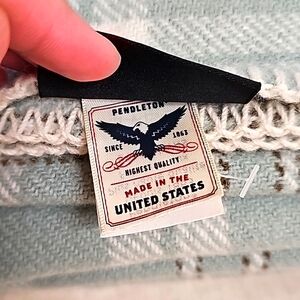 PENDLETON
SINCE 1863
HIGHEST QUALITY
MADE IN THE
UNITED STATES